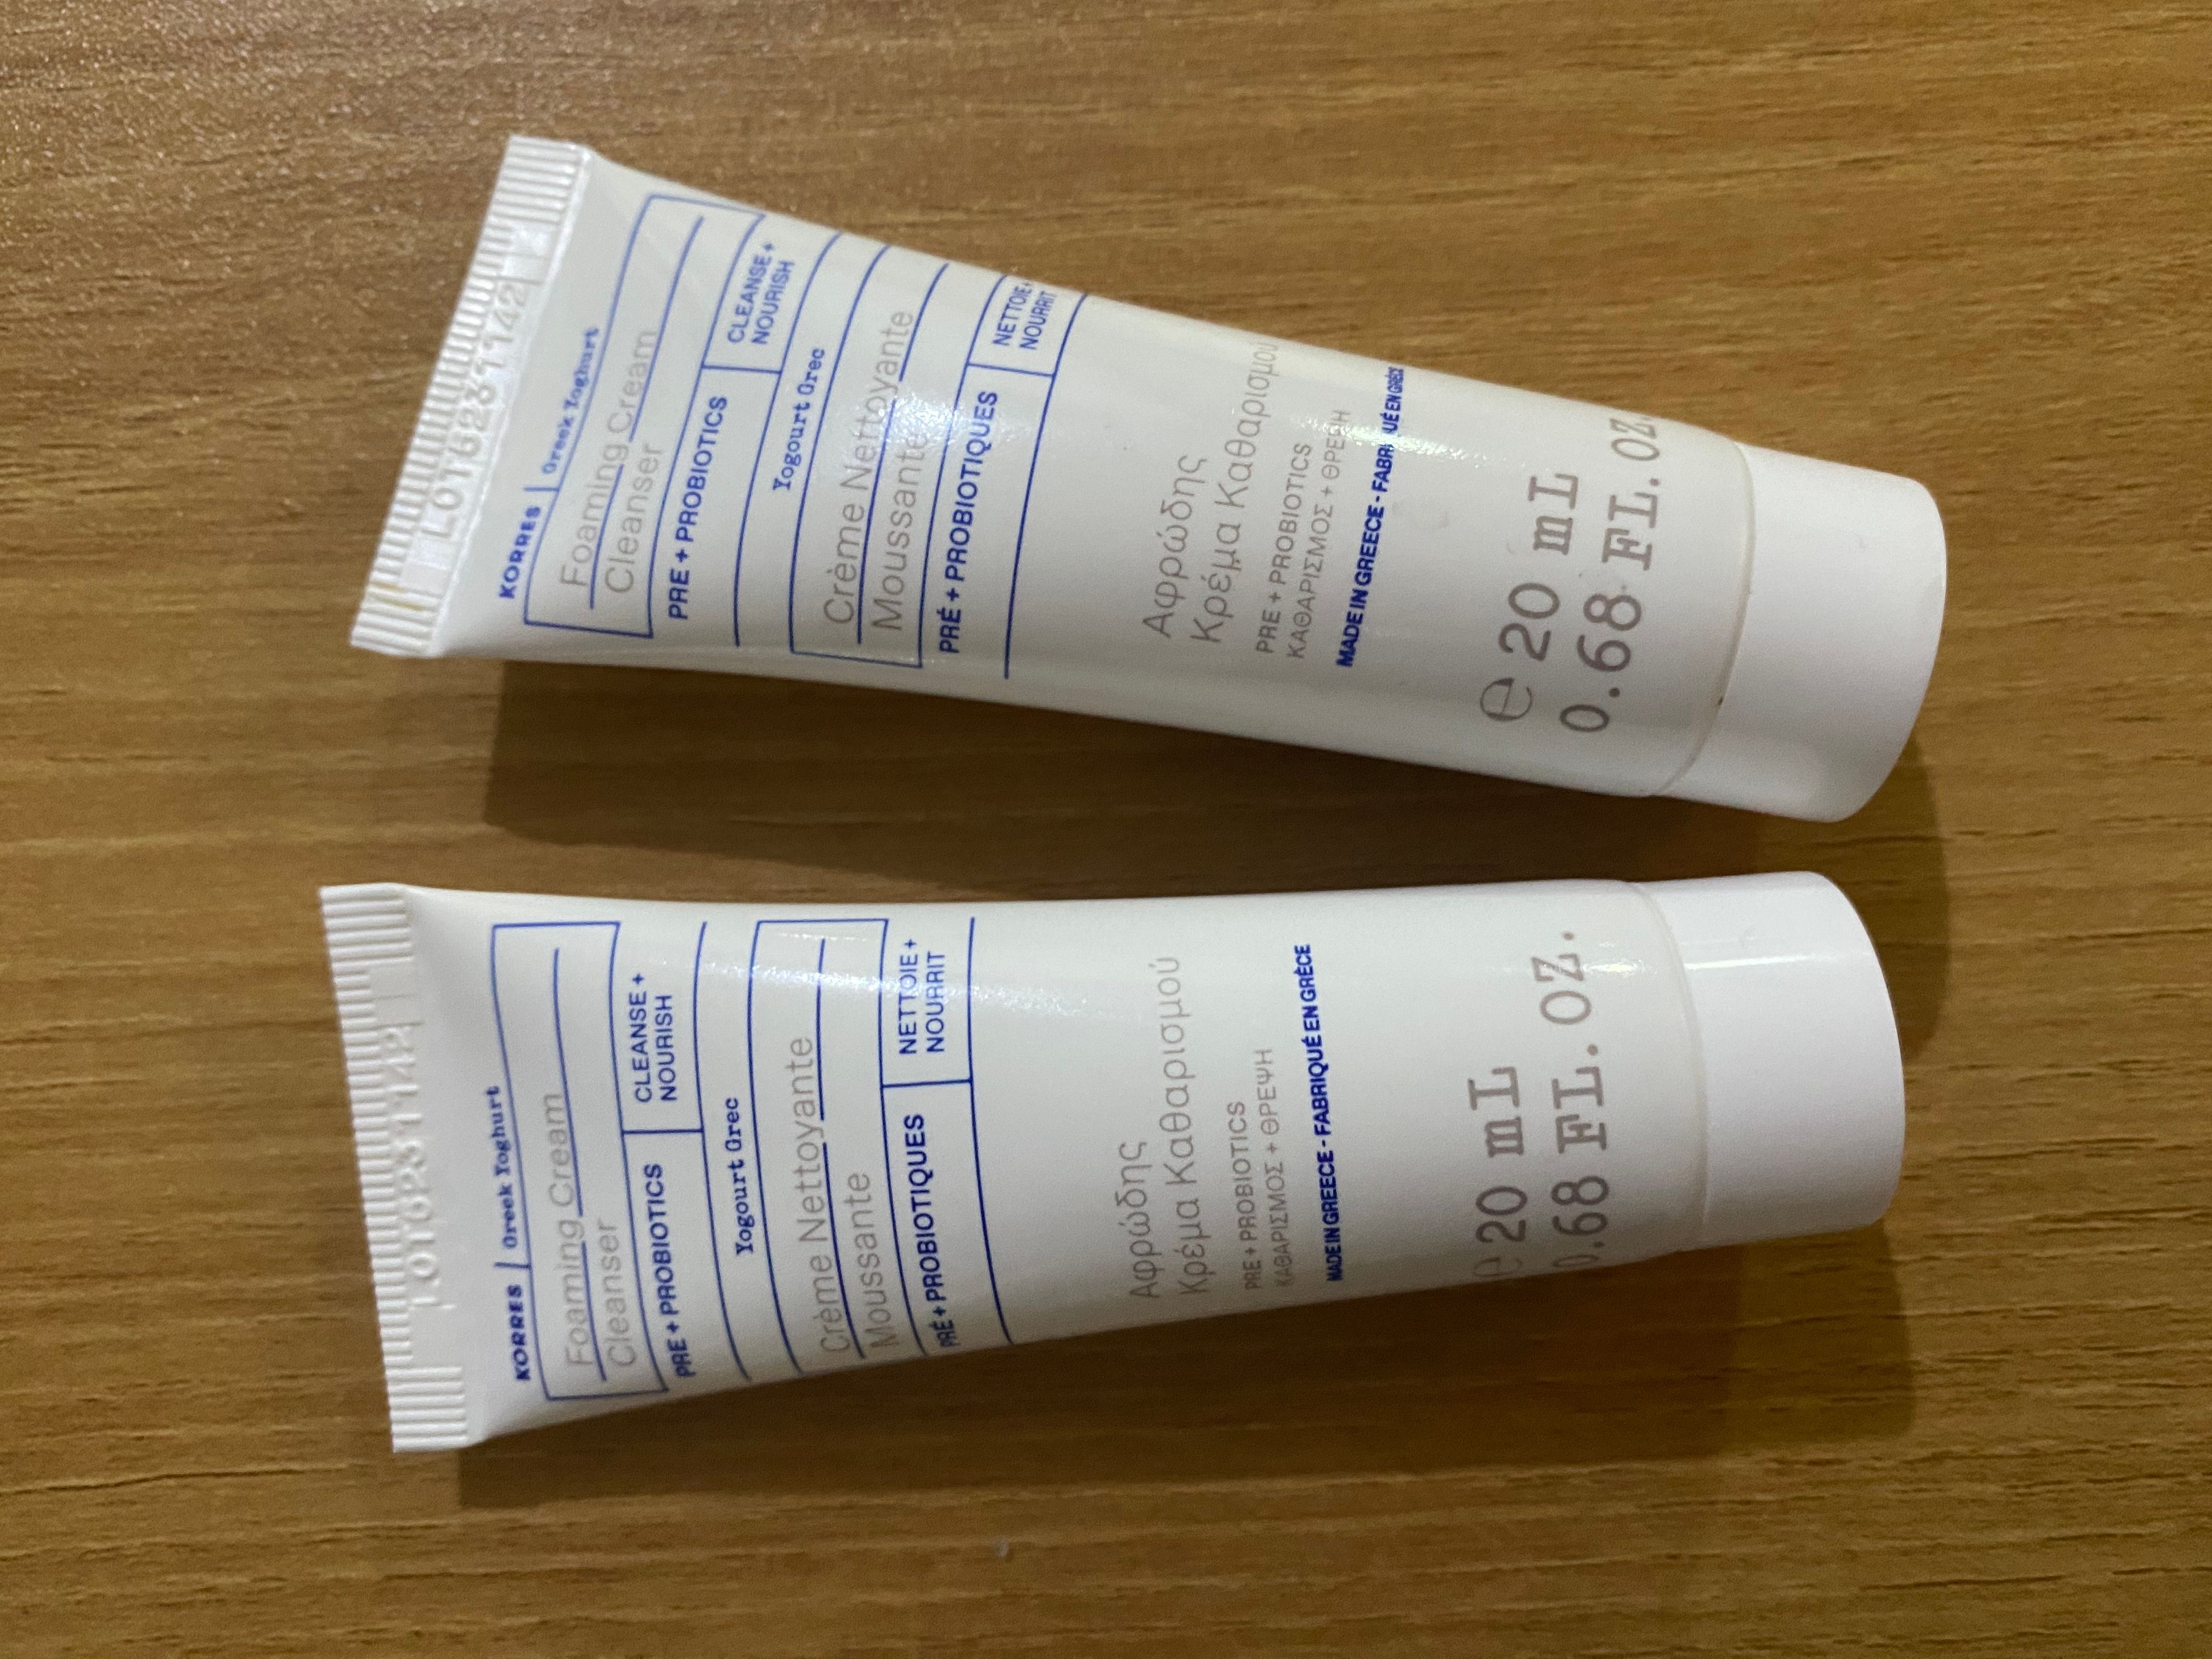 LOT6231142
KORRES | Greek Yoghurt
Foaming Cream
Cleanser
PRE + PROBIOTICS
CLEANSE +
NOURISH
Yogourt Grec
Crème Nettoyante
Moussante
PRÉ + PROBIOTIQUES
NETTOIE+
NOURRIT
Αφρώδης
Κρέμα Καθαρισμού
PRE + PROBIOTICS
ΚΑΘΑΡΙΣΜΟΣ + ΘΡΕΨΗ
MADE IN GREECE - FABRIQUÉ EN GRÈCE
℮ 20 mL
0.68 FL. OZ.
LOT6231142
KORRES | Greek Yoghurt
Foaming Cream
Cleanser
PRE + PROBIOTICS
CLEANSE +
NOURISH
Yogourt Grec
Crème Nettoyante
Moussante
PRÉ + PROBIOTIQUES
NETTOIE+
NOURRIT
Αφρώδης
Κρέμα Καθαρισμού
PRE + PROBIOTICS
ΚΑΘΑΡΙΣΜΟΣ + ΘΡΕΨΗ
MADE IN GREECE - FABRIQUÉ EN GRÈCE
℮ 20 mL
0.68 FL. OZ.